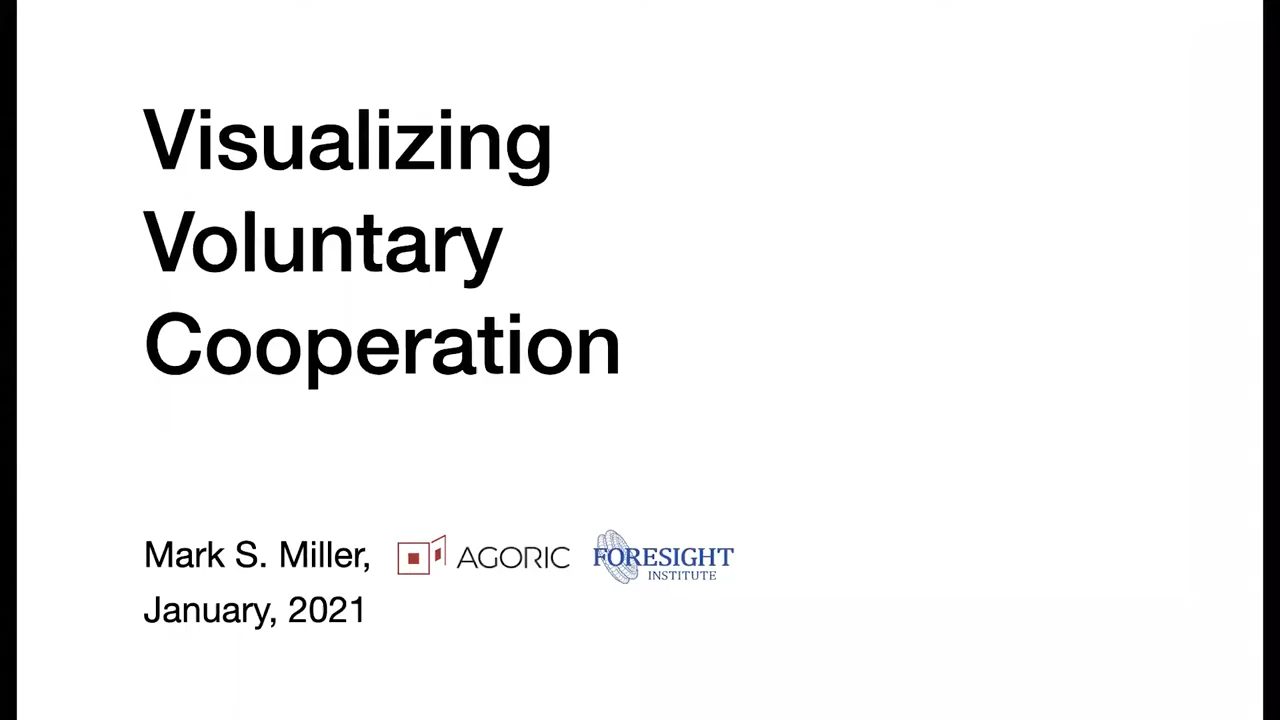 Visualizing
Voluntary
Cooperation
Mark S. Miller, AGORIC FORESIGHT INSTITUTE
January, 2021